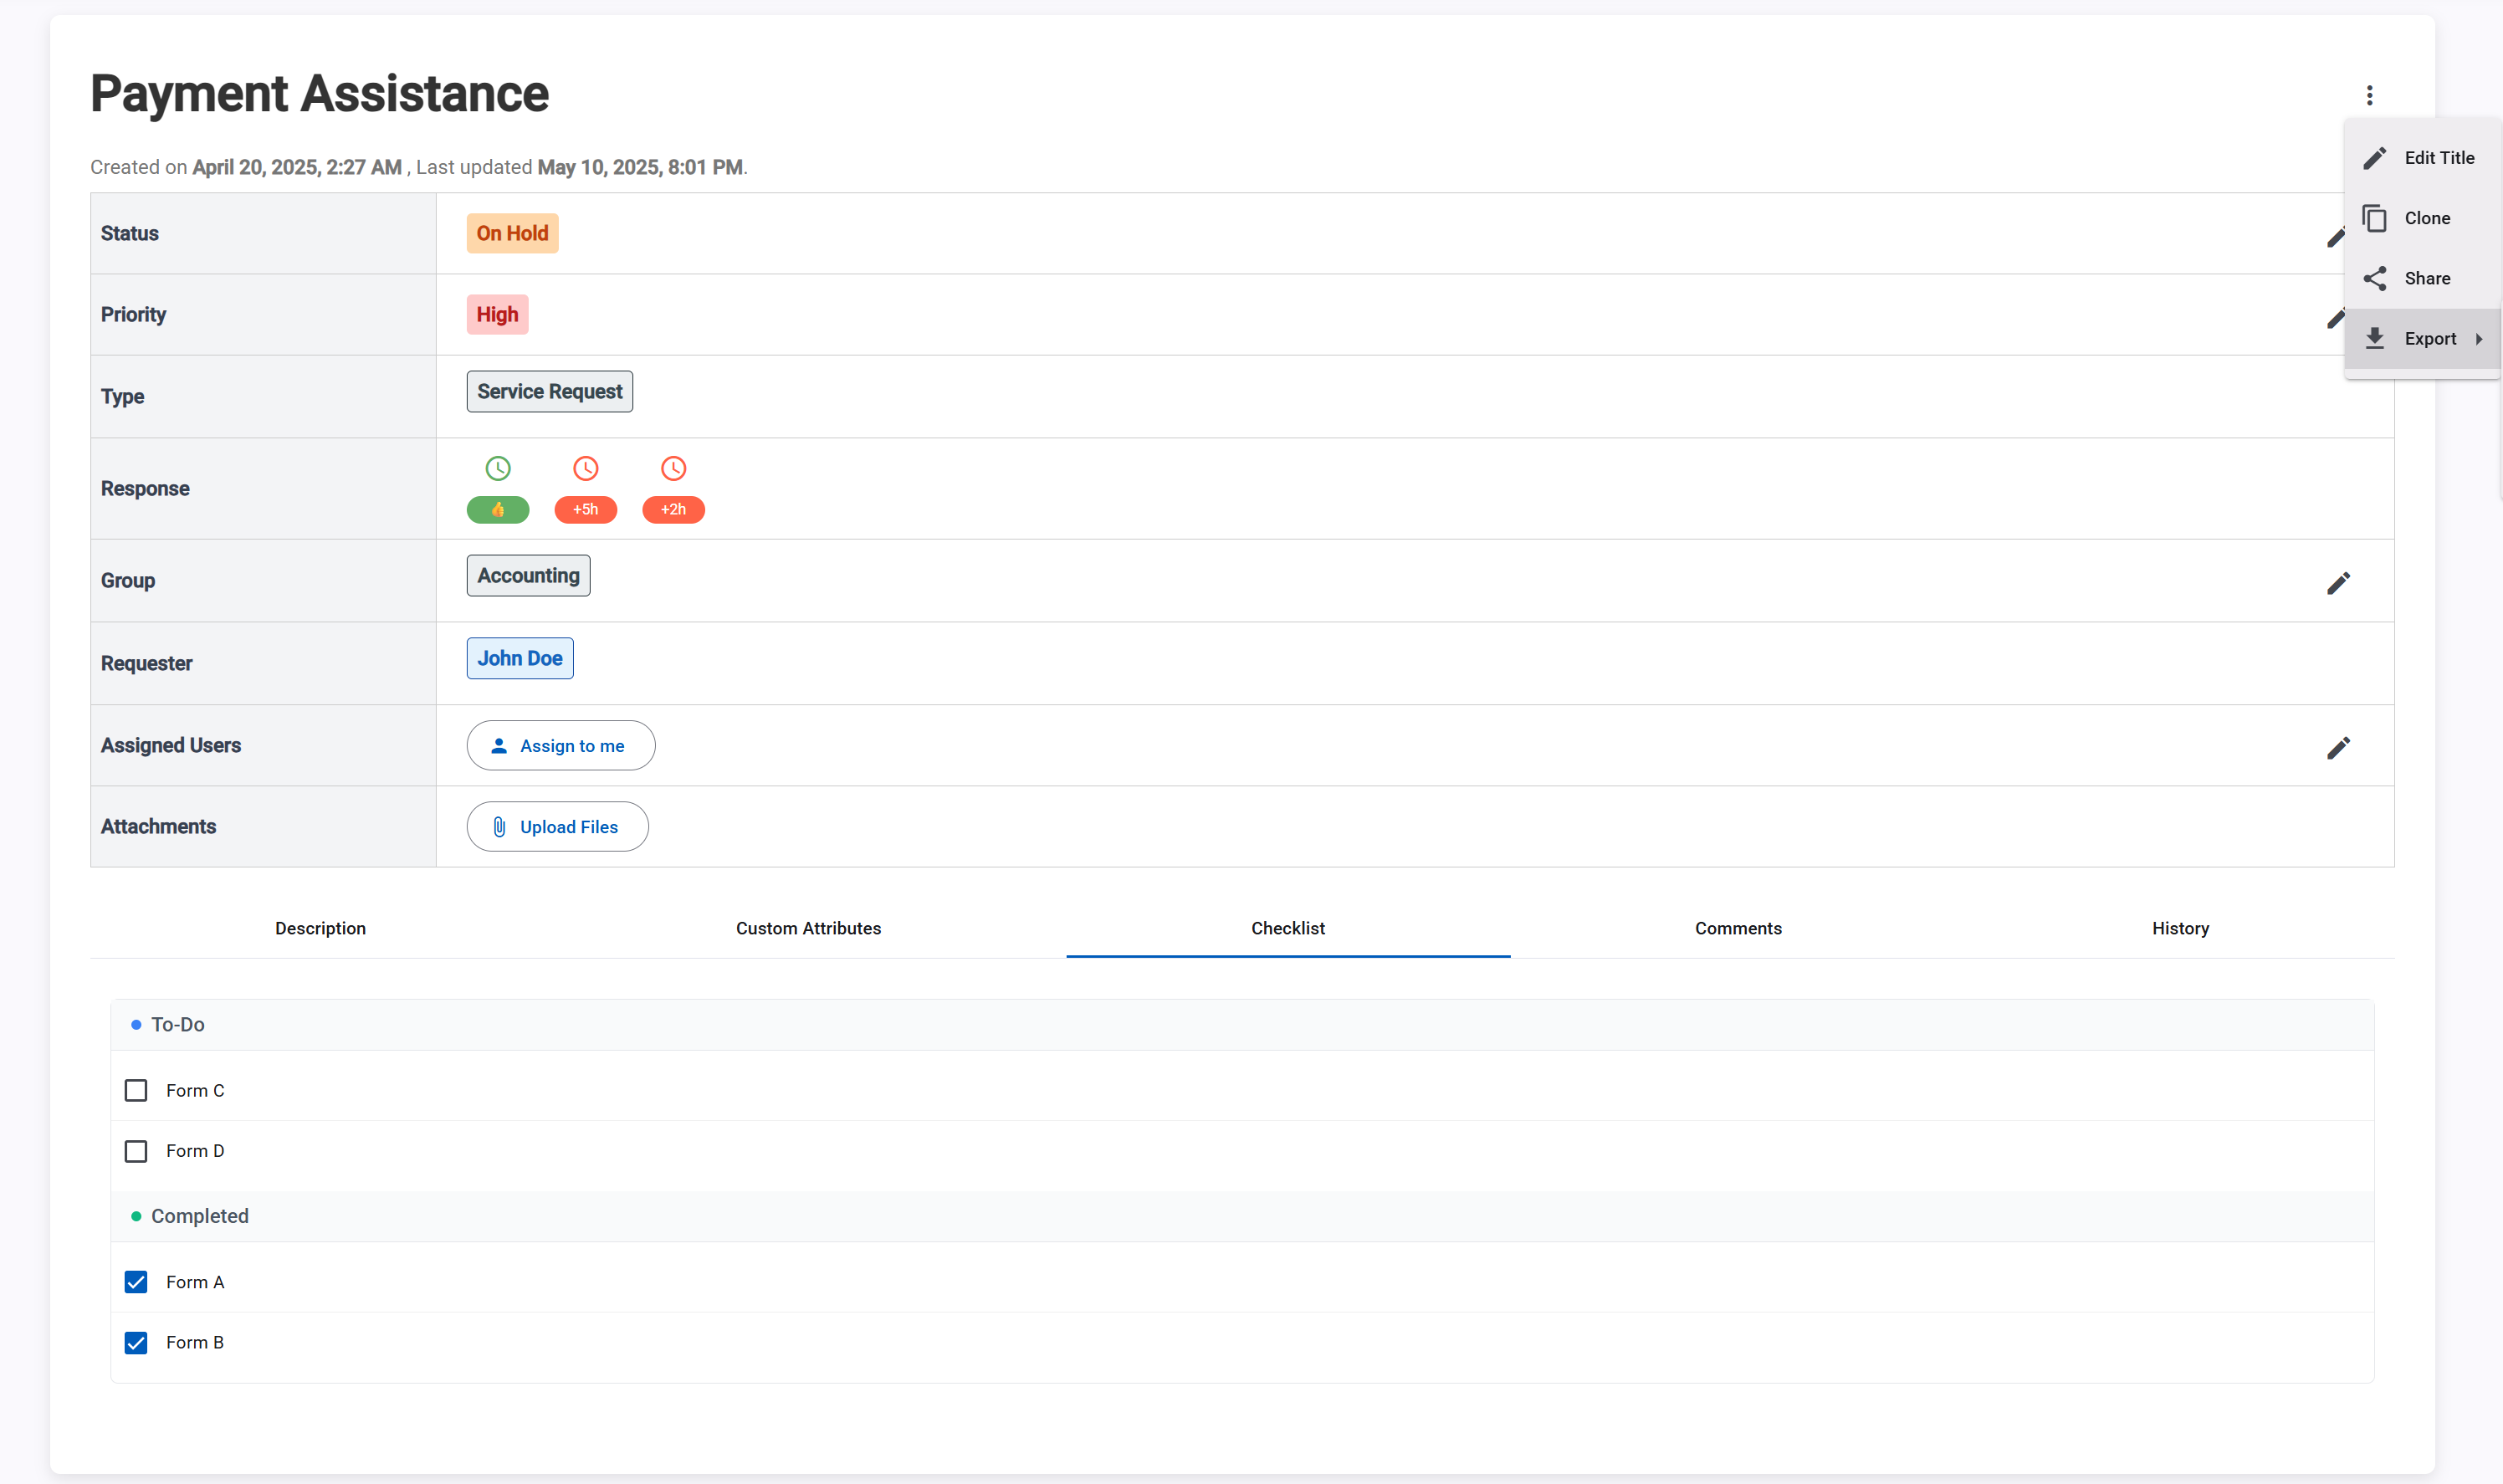 Payment Assistance
Created on April 20, 2025, 2:27 AM , Last updated May 10, 2025, 8:01 PM.
Edit Title
Clone
Share
Export
Status
On Hold
Priority
High
Type
Service Request
Response
👍 +5h +2h
Group
Accounting
Requester
John Doe
Assigned Users
Assign to me
Attachments
Upload Files
Description Custom Attributes Checklist Comments History
To-Do
Form C
Form D
Completed
Form A
Form B